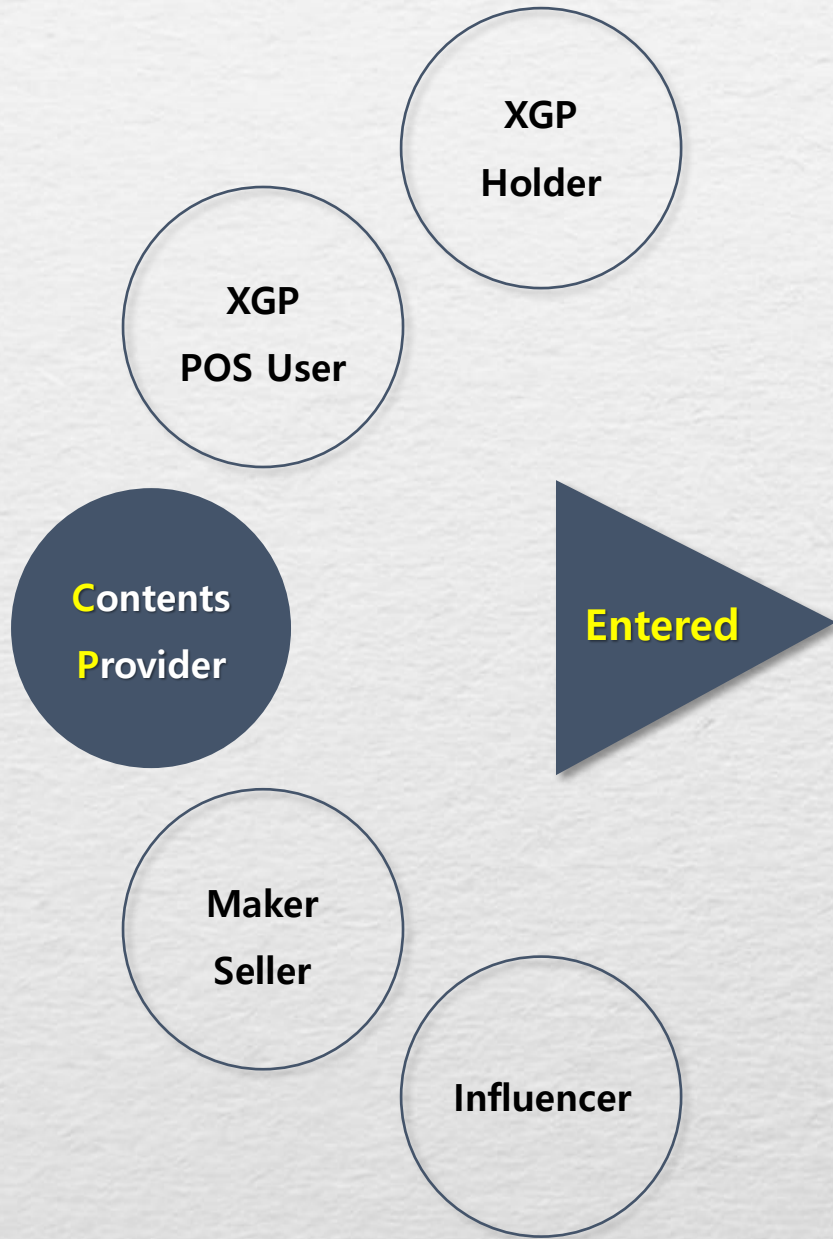 XGP
Holder
XGP
POS User
Contents
Provider
Entered
Maker
Seller
Influencer